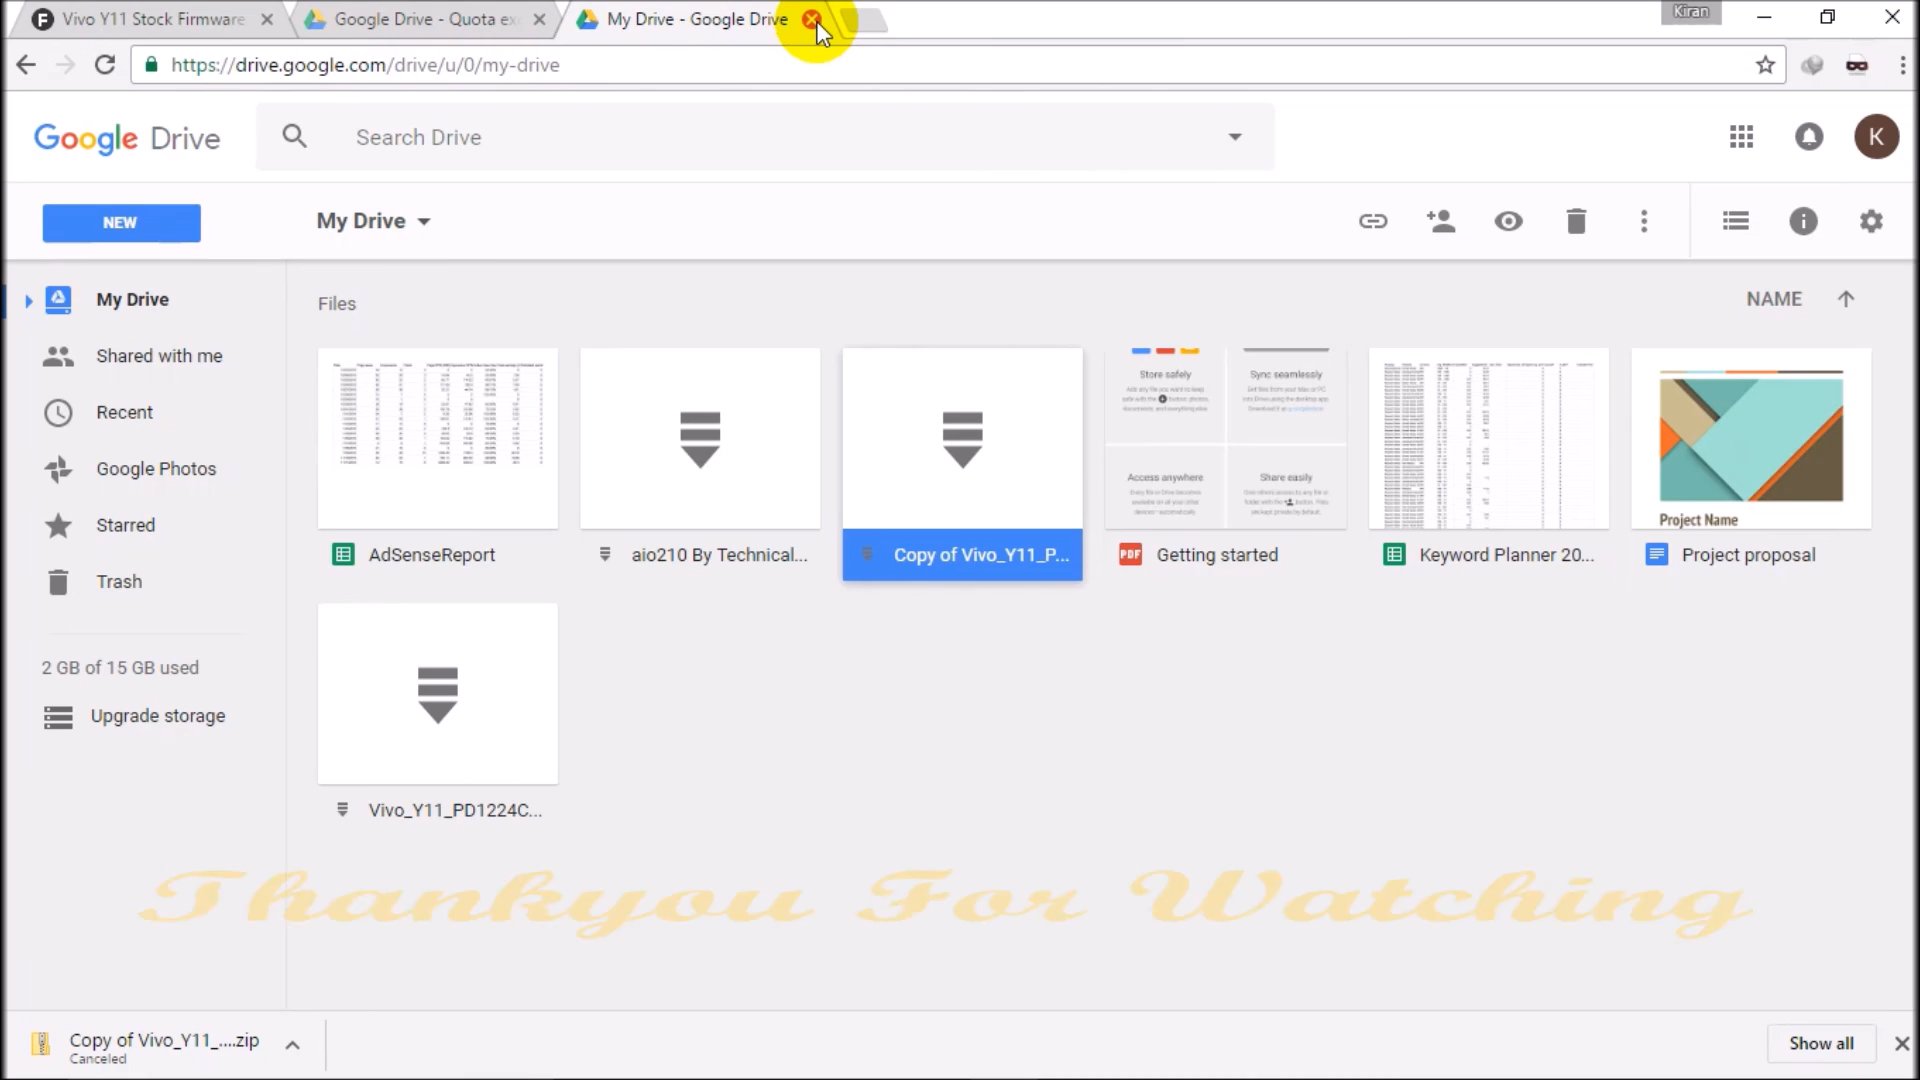 Vivo Y11 Stock Firmware
Google Drive - Quota ex
My Drive - Google Drive
Kiran
https://drive.google.com/drive/u/0/my-drive
Google Drive
Search Drive
K
NEW
My Drive
My Drive
Shared with me
Recent
Google Photos
Starred
Trash
2 GB of 15 GB used
Upgrade storage
Files
NAME
Store safely
Sync seamlessly
Access anywhere
Share easily
Project Name
AdSenseReport
aio210 By Technical...
Copy of Vivo_Y11_P...
PDF
Getting started
Keyword Planner 20...
Project proposal
Vivo_Y11_PD1224C...
Thankyou For Watching
Copy of Vivo_Y11_....zip
Canceled
Show all